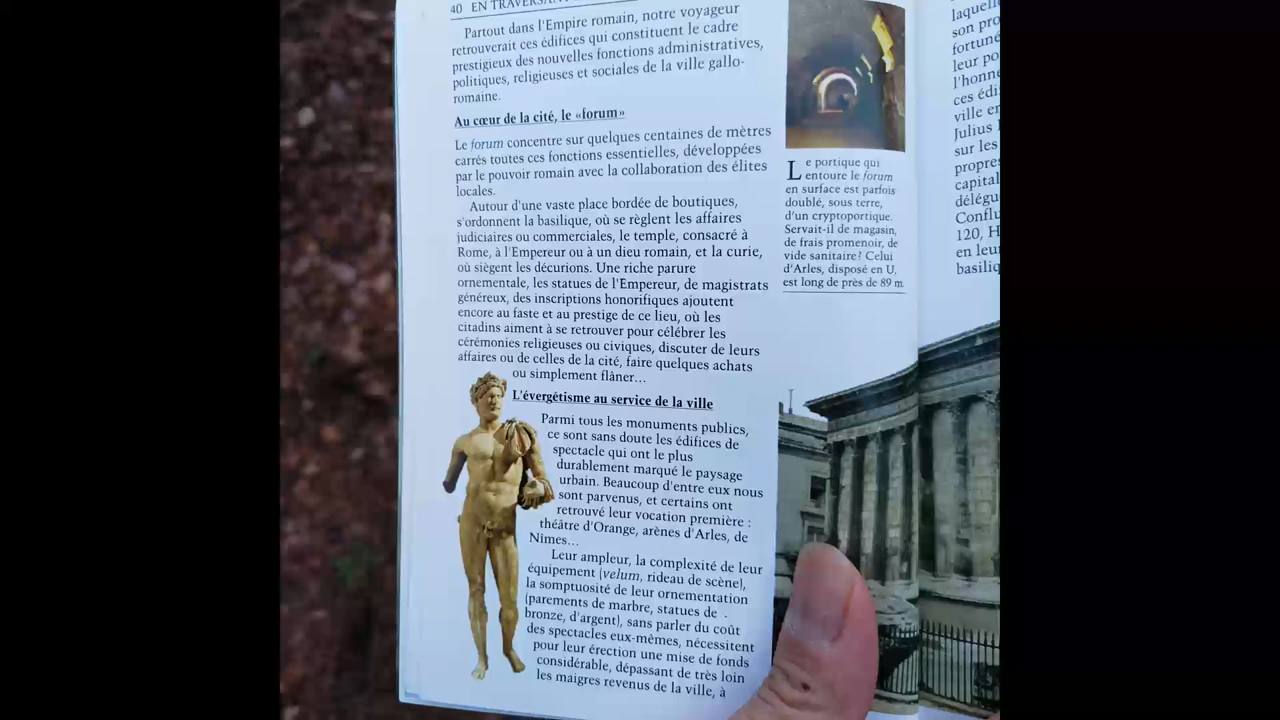 40 EN TRAVERSANT
Partout dans l'Empire romain, notre voyageur
retrouverait ces édifices qui constituent le cadre
prestigieux des nouvelles fonctions administratives,
politiques, religieuses et sociales de la ville gallo-
romaine.
Au cœur de la cité, le «forum»
Le forum concentre sur quelques centaines de mètres
carrés toutes ces fonctions essentielles, développées
par le pouvoir romain avec la collaboration des élites
locales.
Autour d'une vaste place bordée de boutiques,
s'ordonnent la basilique, où se règlent les affaires
judiciaires ou commerciales, le temple, consacré à
Rome, à l'Empereur ou à un dieu romain, et la curie,
où siègent les décurions. Une riche parure
ornementale, les statues de l'Empereur, de magistrats
généreux, des inscriptions honorifiques ajoutent
encore au faste et au prestige de ce lieu, où les
citadins aiment à se retrouver pour célébrer les
cérémonies religieuses ou civiques, discuter de leurs
affaires ou de celles de la cité, faire quelques achats
ou simplement flâner...
L'évergétisme au service de la ville
Parmi tous les monuments publics,
ce sont sans doute les édifices de
spectacle qui ont le plus
durablement marqué le paysage
urbain. Beaucoup d'entre eux nous
sont parvenus, et certains ont
retrouvé leur vocation première :
théâtre d'Orange, arènes d'Arles, de
Nîmes...
Leur ampleur, la complexité de leur
équipement (velum, rideau de scène),
la somptuosité de leur ornementation
(parements de marbre, statues de
bronze, d'argent), sans parler du coût
des spectacles eux-mêmes, nécessitent
pour leur érection une mise de fonds
considérable, dépassant de très loin
les maigres revenus de la ville, à
Le portique qui
entoure le forum
en surface est parfois
doublé, sous terre,
d'un cryptoportique.
Servait-il de magasin,
de frais promenoir, de
vide sanitaire? Celui
d'Arles, disposé en U,
est long de près de 89 m.
son pro
fortuné
leur po
l'honn
ces édi
ville en
Julius
sur les
propres
capital
délégu
Conflu
120, H
en leur
basiliq